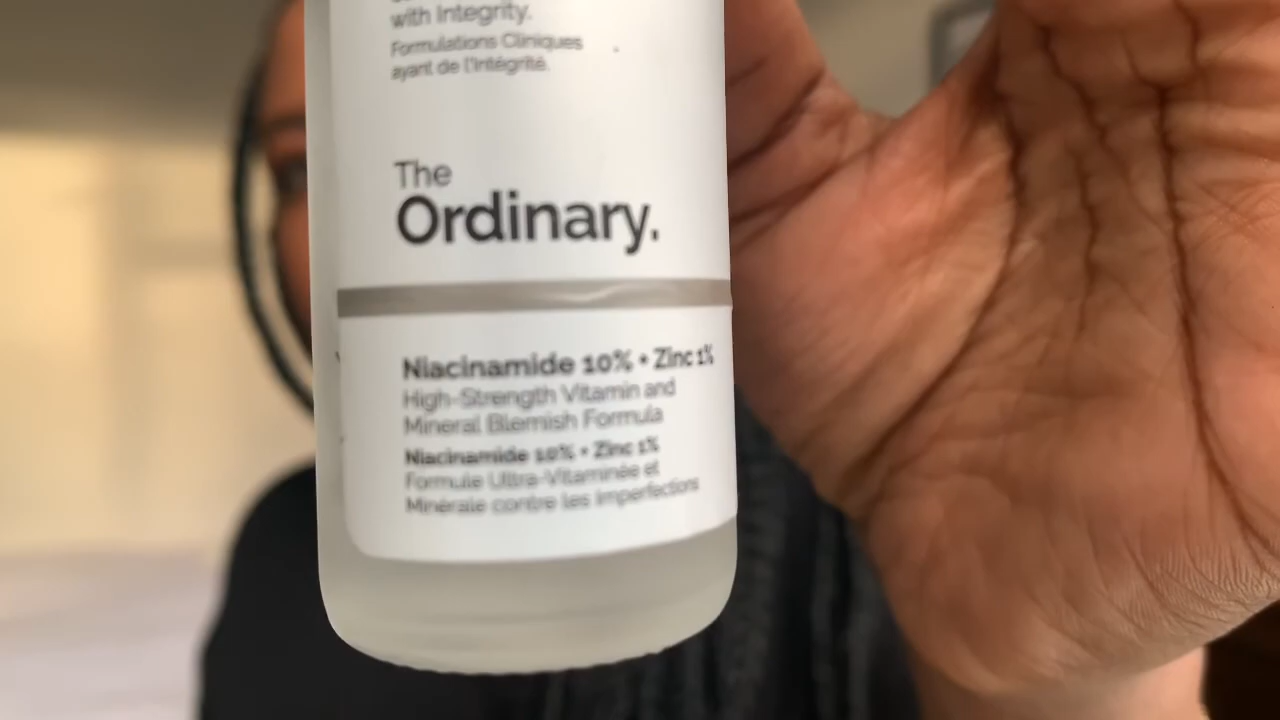 with Integrity.
Formulations Cliniques
ayant de l'Intégrité.
The
Ordinary.
Niacinamide 10% + Zinc 1%
High-Strength Vitamin and
Mineral Blemish Formula
Niacinamide 10% + Zinc 1%
Formule Ultra-Vitaminée et
Minérale contre les Imperfections